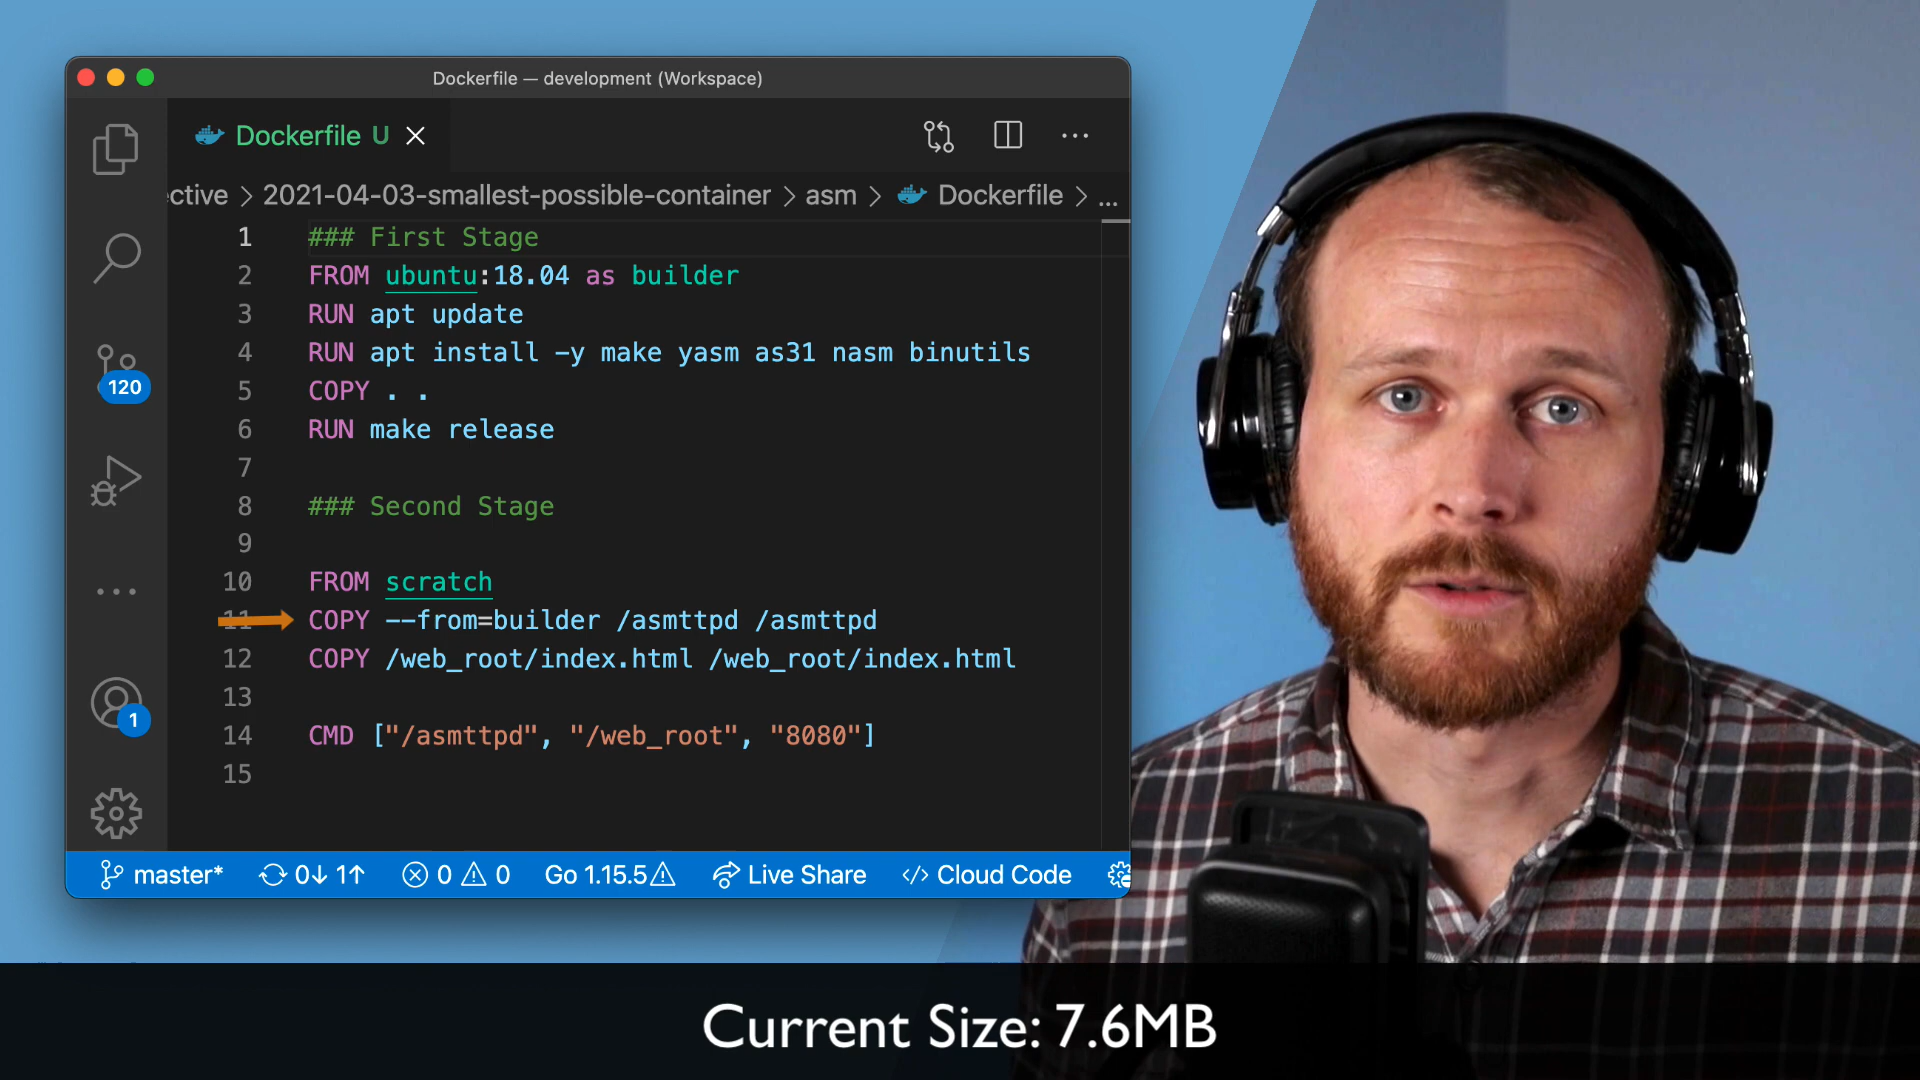 Dockerfile — development (Workspace)
Dockerfile U
ective > 2021-04-03-smallest-possible-container > asm > Dockerfile > ...
1 ### First Stage
2 FROM ubuntu:18.04 as builder
3 RUN apt update
4 RUN apt install -y make yasm as31 nasm binutils
5 COPY . .
6 RUN make release
7
8 ### Second Stage
9
10 FROM scratch
11 COPY --from=builder /asmttpd /asmttpd
12 COPY /web_root/index.html /web_root/index.html
13
14 CMD ["/asmttpd", "/web_root", "8080"]
15
120
1
master* 0↓ 1↑ 0 0 Go 1.15.5 Live Share Cloud Code
Current Size: 7.6MB